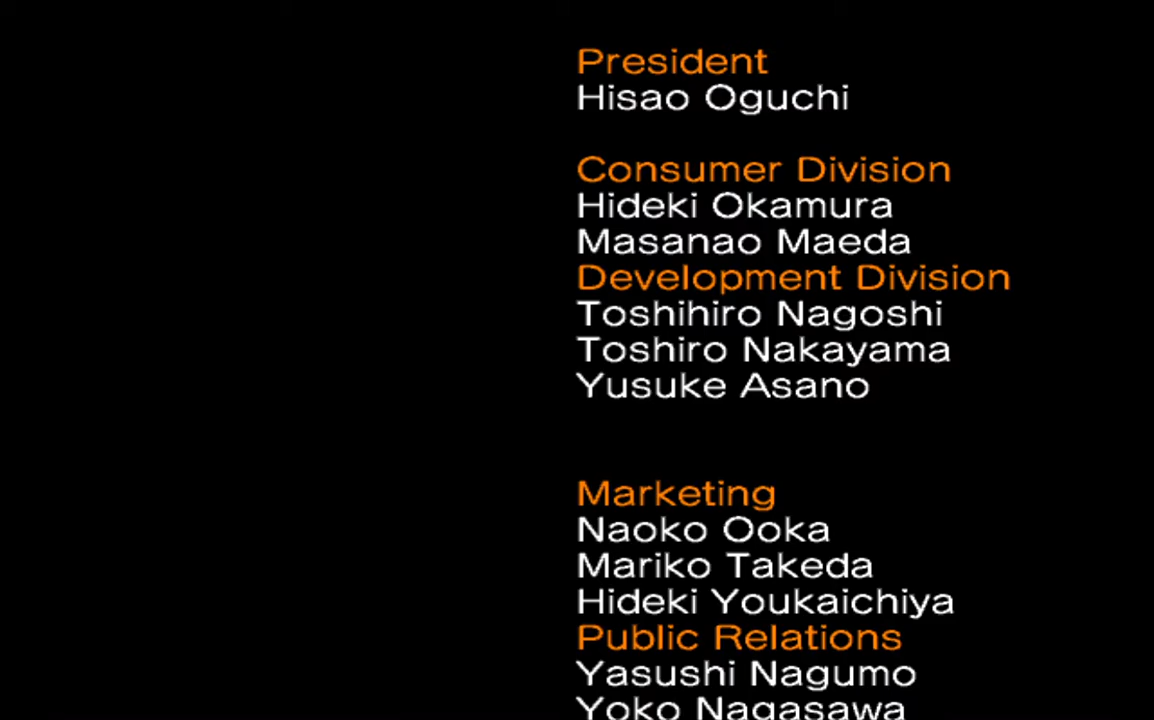 President
Hisao Oguchi
Consumer Division
Hideki Okamura
Masanao Maeda
Development Division
Toshihiro Nagoshi
Toshiro Nakayama
Yusuke Asano
Marketing
Naoko Ooka
Mariko Takeda
Hideki Youkaichiya
Public Relations
Yasushi Nagumo
Yoko Nagasawa